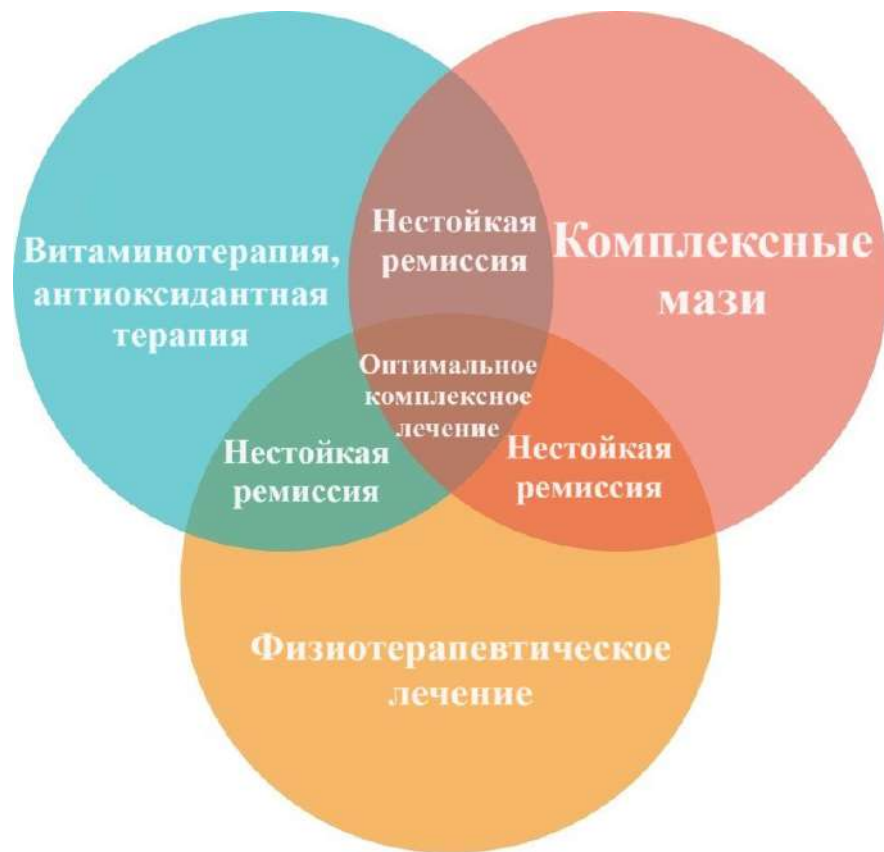 Витаминотерапия,
антиоксидантная
терапия
Нестойкая
ремиссия
Комплексные
мази
Оптимальное
комплексное
лечение
Нестойкая
ремиссия
Нестойкая
ремиссия
Физиотерапевтическое
лечение